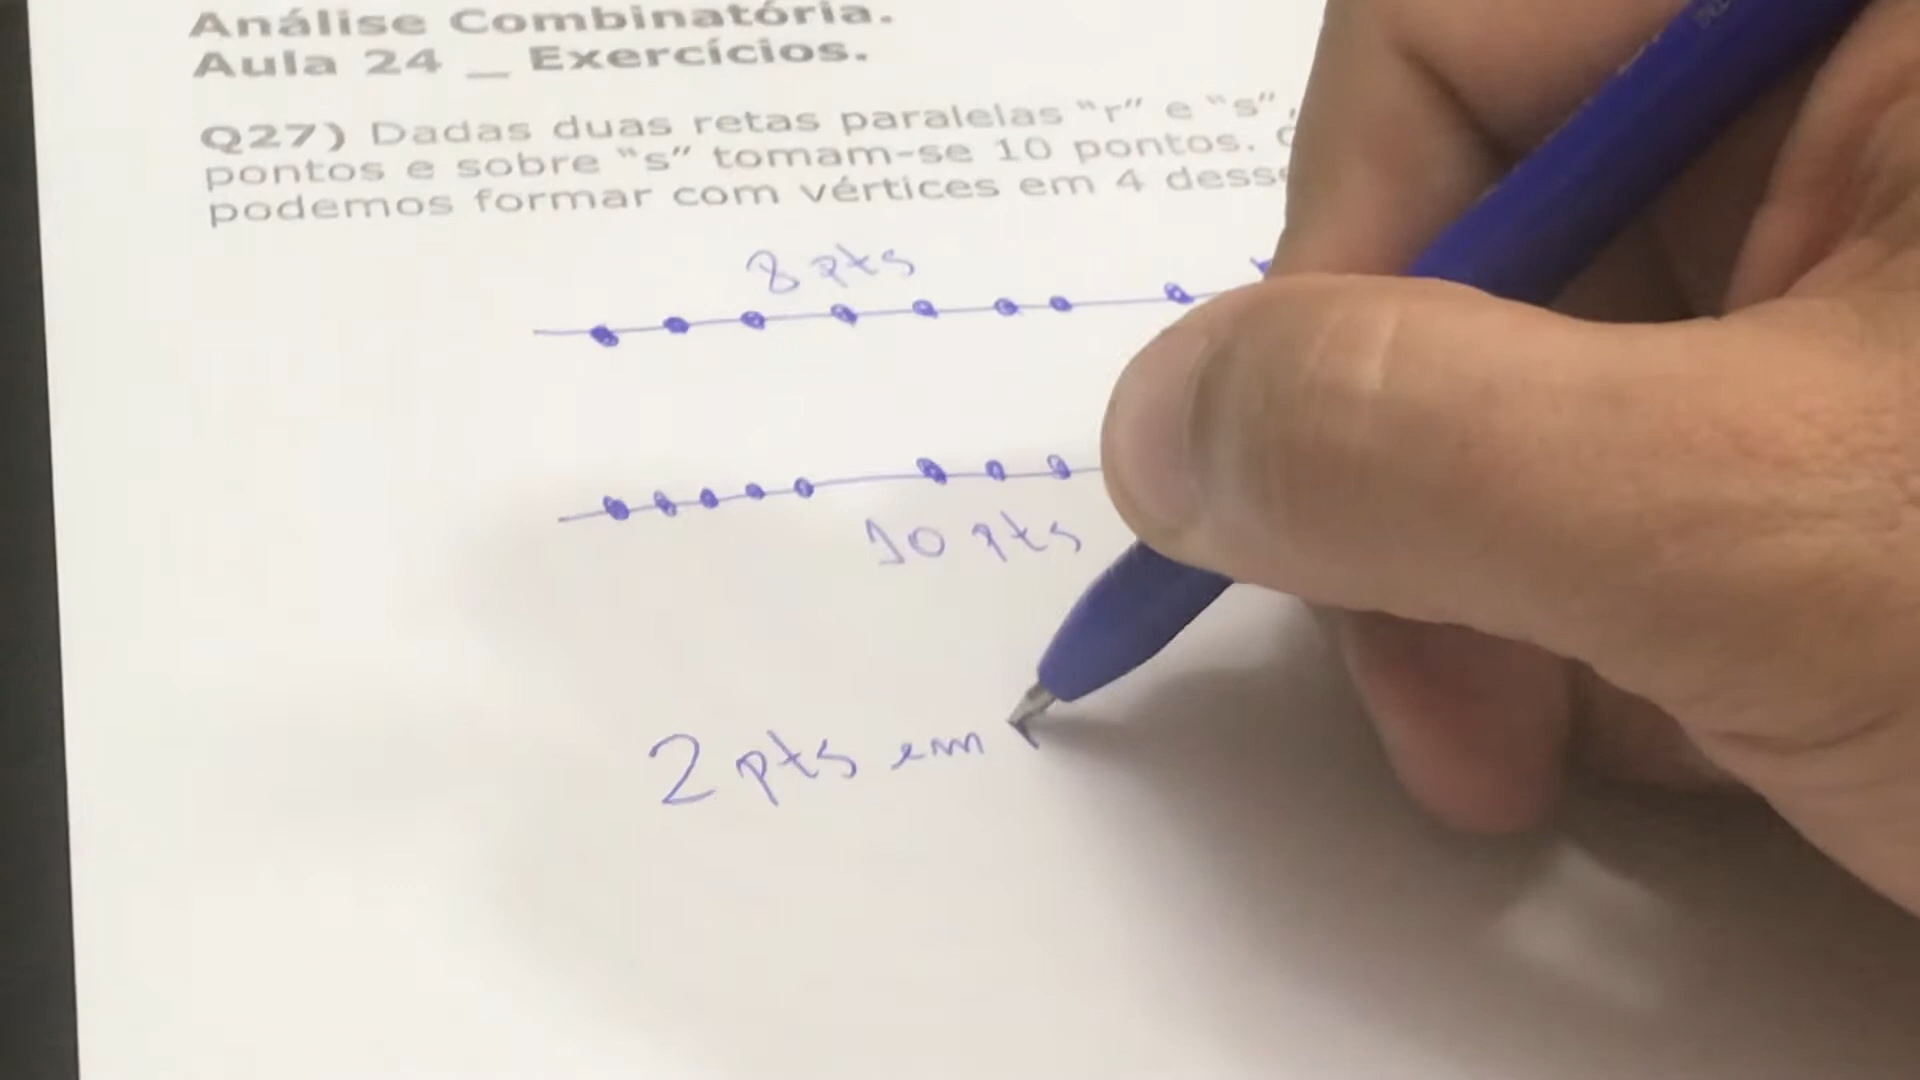 Análise Combinatória.
Aula 24 _ Exercícios.
Q27) Dadas duas retas paralelas "r" e "s",
pontos e sobre "s" tomam-se 10 pontos.
podemos formar com vértices em 4
8 pts
10 pts
2 pts em